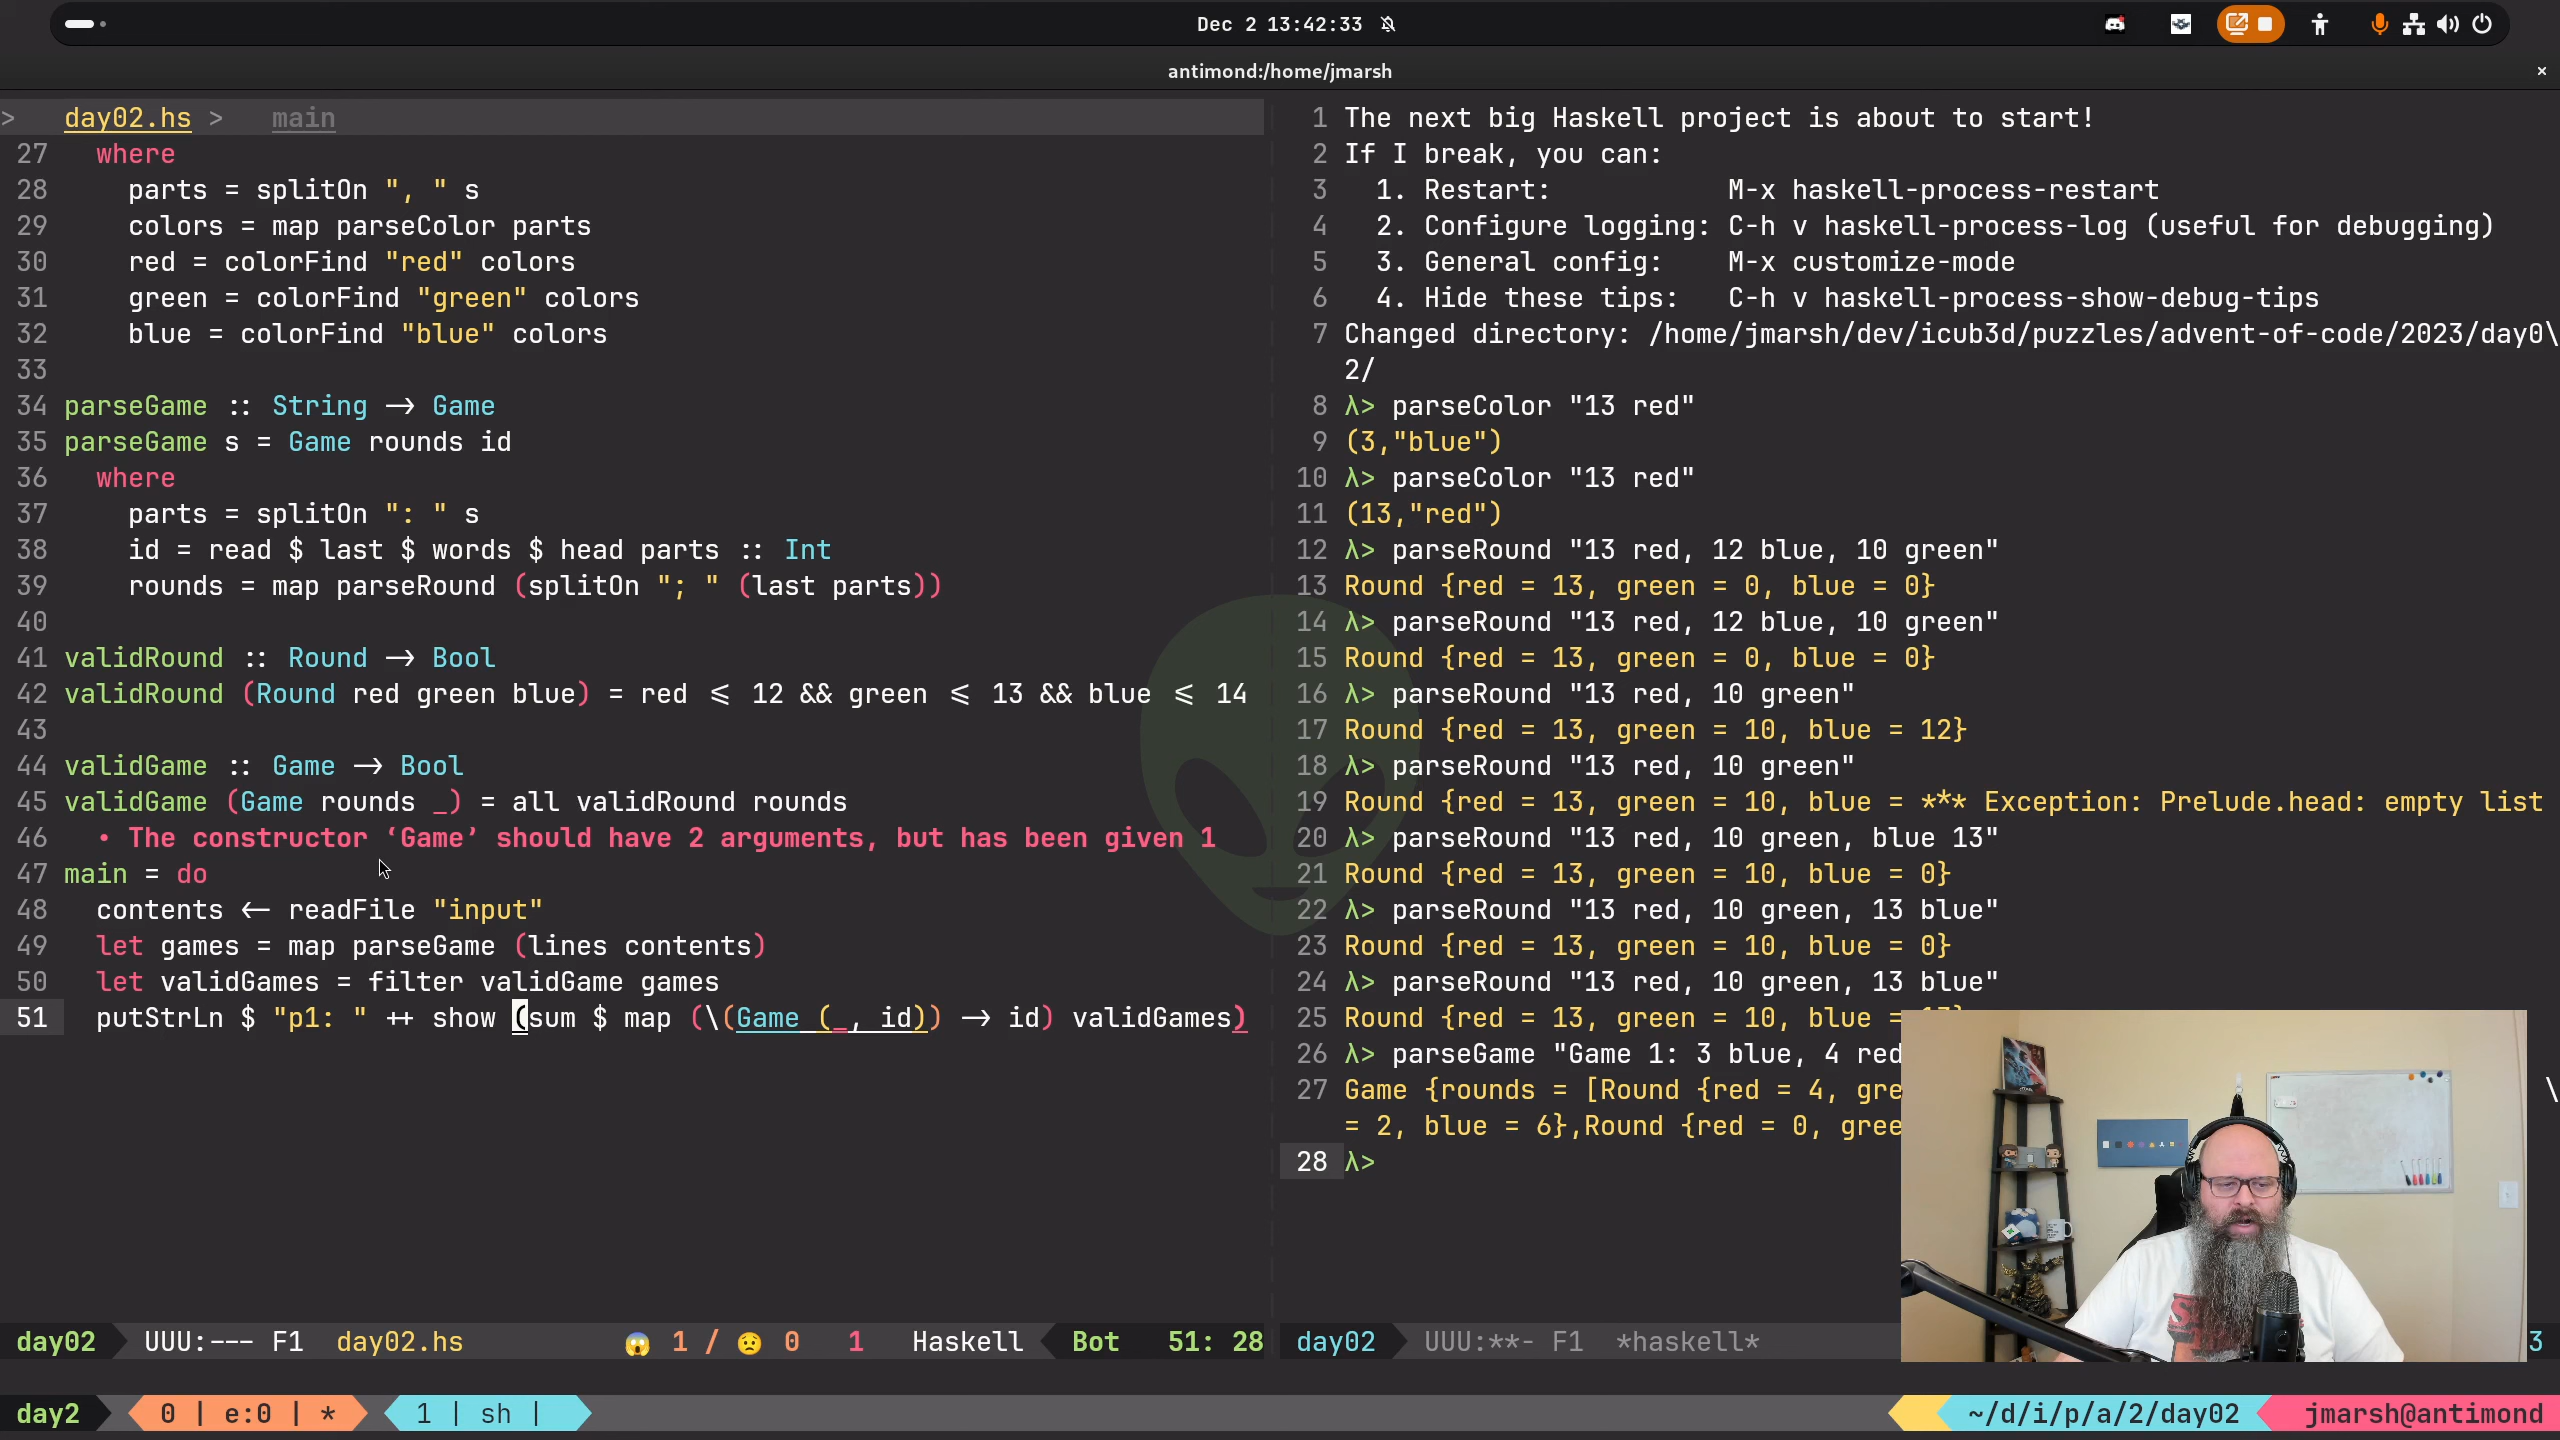 Dec 2 13:42:33
antimond:/home/jmarsh
×
> day02.hs > main
27 where
28 parts = splitOn ", " s
29 colors = map parseColor parts
30 red = colorFind "red" colors
31 green = colorFind "green" colors
32 blue = colorFind "blue" colors
33
34 parseGame :: String → Game
35 parseGame s = Game rounds id
36 where
37 parts = splitOn ": " s
38 id = read $ last $ words $ head parts :: Int
39 rounds = map parseRound (splitOn "; " (last parts))
40
41 validRound :: Round → Bool
42 validRound (Round red green blue) = red ≤ 12 && green ≤ 13 && blue ≤ 14
43
44 validGame :: Game → Bool
45 validGame (Game rounds _) = all validRound rounds
46 • The constructor ‘Game’ should have 2 arguments, but has been given 1
47 main = do
48 contents ← readFile "input"
49 let games = map parseGame (lines contents)
50 let validGames = filter validGame games
51 putStrLn $ "p1: " ++ show (sum $ map (\(Game (_, id)) → id) validGames)
1 The next big Haskell project is about to start!
2 If I break, you can:
3 1. Restart: M-x haskell-process-restart
4 2. Configure logging: C-h v haskell-process-log (useful for debugging)
5 3. General config: M-x customize-mode
6 4. Hide these tips: C-h v haskell-process-show-debug-tips
7 Changed directory: /home/jmarsh/dev/icub3d/puzzles/advent-of-code/2023/day0\
2/
8 λ> parseColor "13 red"
9 (3,"blue")
10 λ> parseColor "13 red"
11 (13,"red")
12 λ> parseRound "13 red, 12 blue, 10 green"
13 Round {red = 13, green = 0, blue = 0}
14 λ> parseRound "13 red, 12 blue, 10 green"
15 Round {red = 13, green = 0, blue = 0}
16 λ> parseRound "13 red, 10 green"
17 Round {red = 13, green = 10, blue = 12}
18 λ> parseRound "13 red, 10 green"
19 Round {red = 13, green = 10, blue = *** Exception: Prelude.head: empty list
20 λ> parseRound "13 red, 10 green, blue 13"
21 Round {red = 13, green = 10, blue = 0}
22 λ> parseRound "13 red, 10 green, 13 blue"
23 Round {red = 13, green = 10, blue = 0}
24 λ> parseRound "13 red, 10 green, 13 blue"
25 Round {red = 13, green = 10, blue =
26 λ> parseGame "Game 1: 3 blue, 4 red
27 Game {rounds = [Round {red = 4, gre \
= 2, blue = 6},Round {red = 0, gree
28 λ>
day02 UUU:--- F1 day02.hs 😱 1 / 😟 0 1 Haskell Bot 51: 28
day02 UUU:**- F1 *haskell* 3
day2 0 | e:0 | * 1 | sh |
~/d/i/p/a/2/day02 jmarsh@antimond